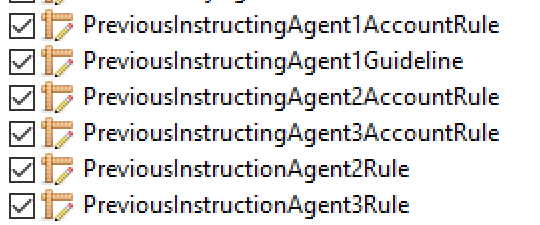 PreviousInstructingAgent1AccountRule
PreviousInstructingAgent1Guideline
PreviousInstructingAgent2AccountRule
PreviousInstructingAgent3AccountRule
PreviousInstructionAgent2Rule
PreviousInstructionAgent3Rule